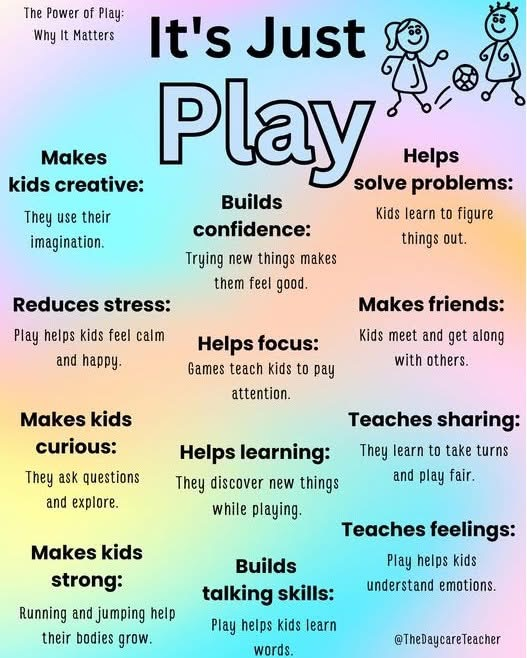 The Power of Play:
Why It Matters
It's Just
Play
Makes
kids creative:
They use their
imagination.
Builds
confidence:
Trying new things makes
them feel good.
Helps
solve problems:
Kids learn to figure
things out.
Reduces stress:
Play helps kids feel calm
and happy.
Helps focus:
Games teach kids to pay
attention.
Makes friends:
Kids meet and get along
with others.
Makes kids
curious:
They ask questions
and explore.
Helps learning:
They discover new things
while playing.
Teaches sharing:
They learn to take turns
and play fair.
Makes kids
strong:
Running and jumping help
their bodies grow.
Builds
talking skills:
Play helps kids learn
words.
Teaches feelings:
Play helps kids
understand emotions.
@TheDaycareTeacher